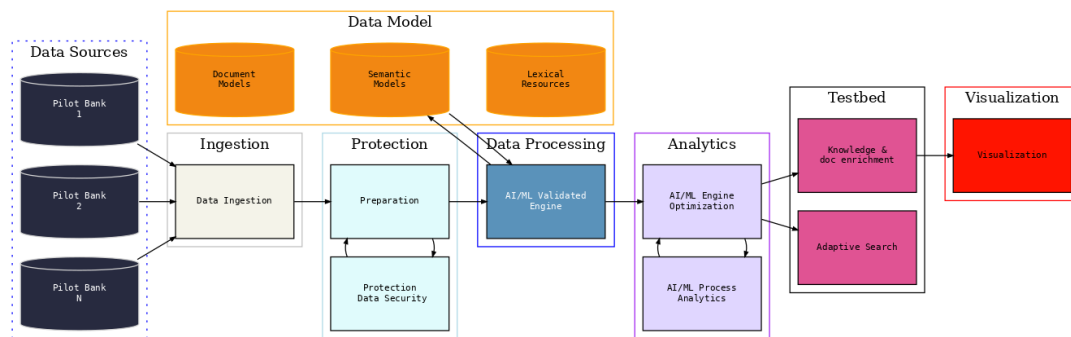 Data Model
Data Sources
Document
Models
Semantic
Models
Lexical
Resources
Pilot Bank
1
Pilot Bank
2
Pilot Bank
N
Ingestion
Data Ingestion
Protection
Preparation
Protection
Data Security
Data Processing
AI/ML Validated
Engine
Analytics
AI/ML Engine
Optimization
AI/ML Process
Analytics
Testbed
Knowledge &
doc enrichment
Adaptive Search
Visualization
Visualization